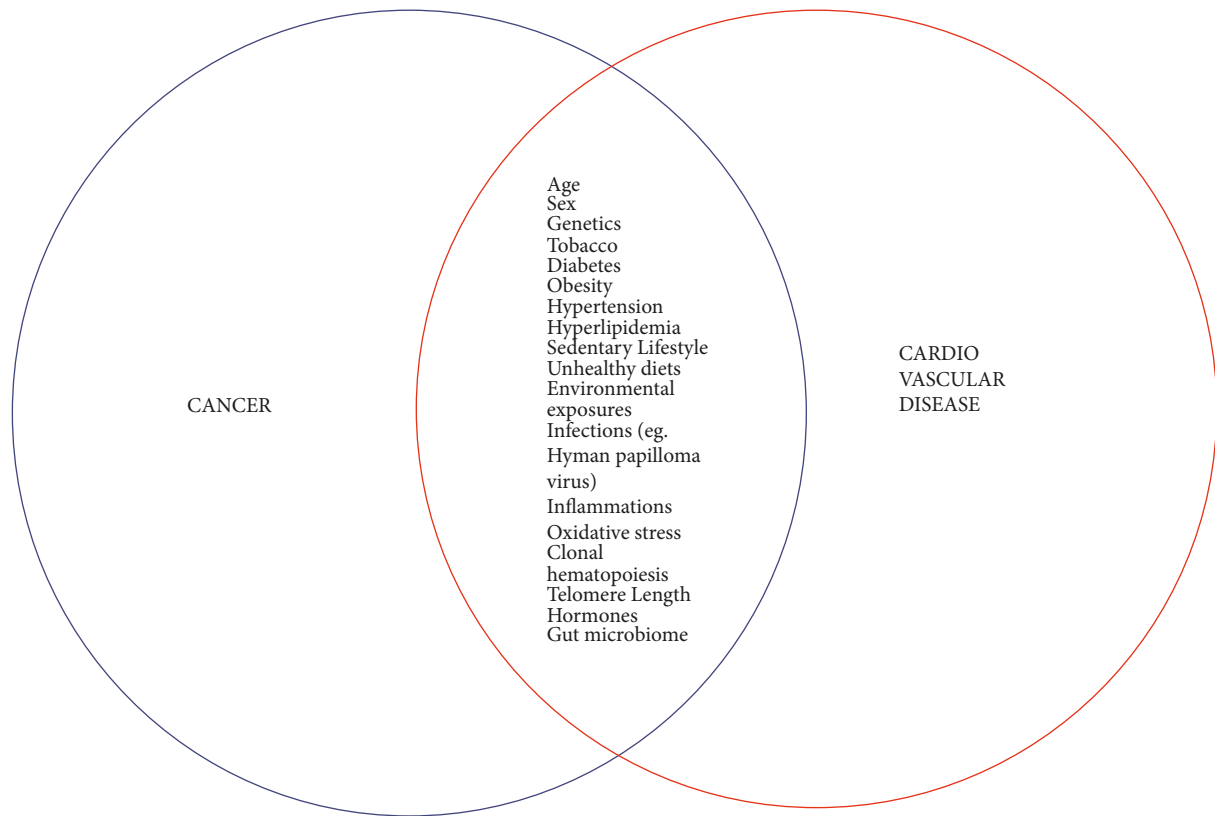 CANCER
Age
Sex
Genetics
Tobacco
Diabetes
Obesity
Hypertension
Hyperlipidemia
Sedentary Lifestyle
Unhealthy diets
Environmental
exposures
Infections (eg.
Hyman papilloma
virus)
Inflammations
Oxidative stress
Clonal
hematopoiesis
Telomere Length
Hormones
Gut microbiome
CARDIO
VASCULAR
DISEASE